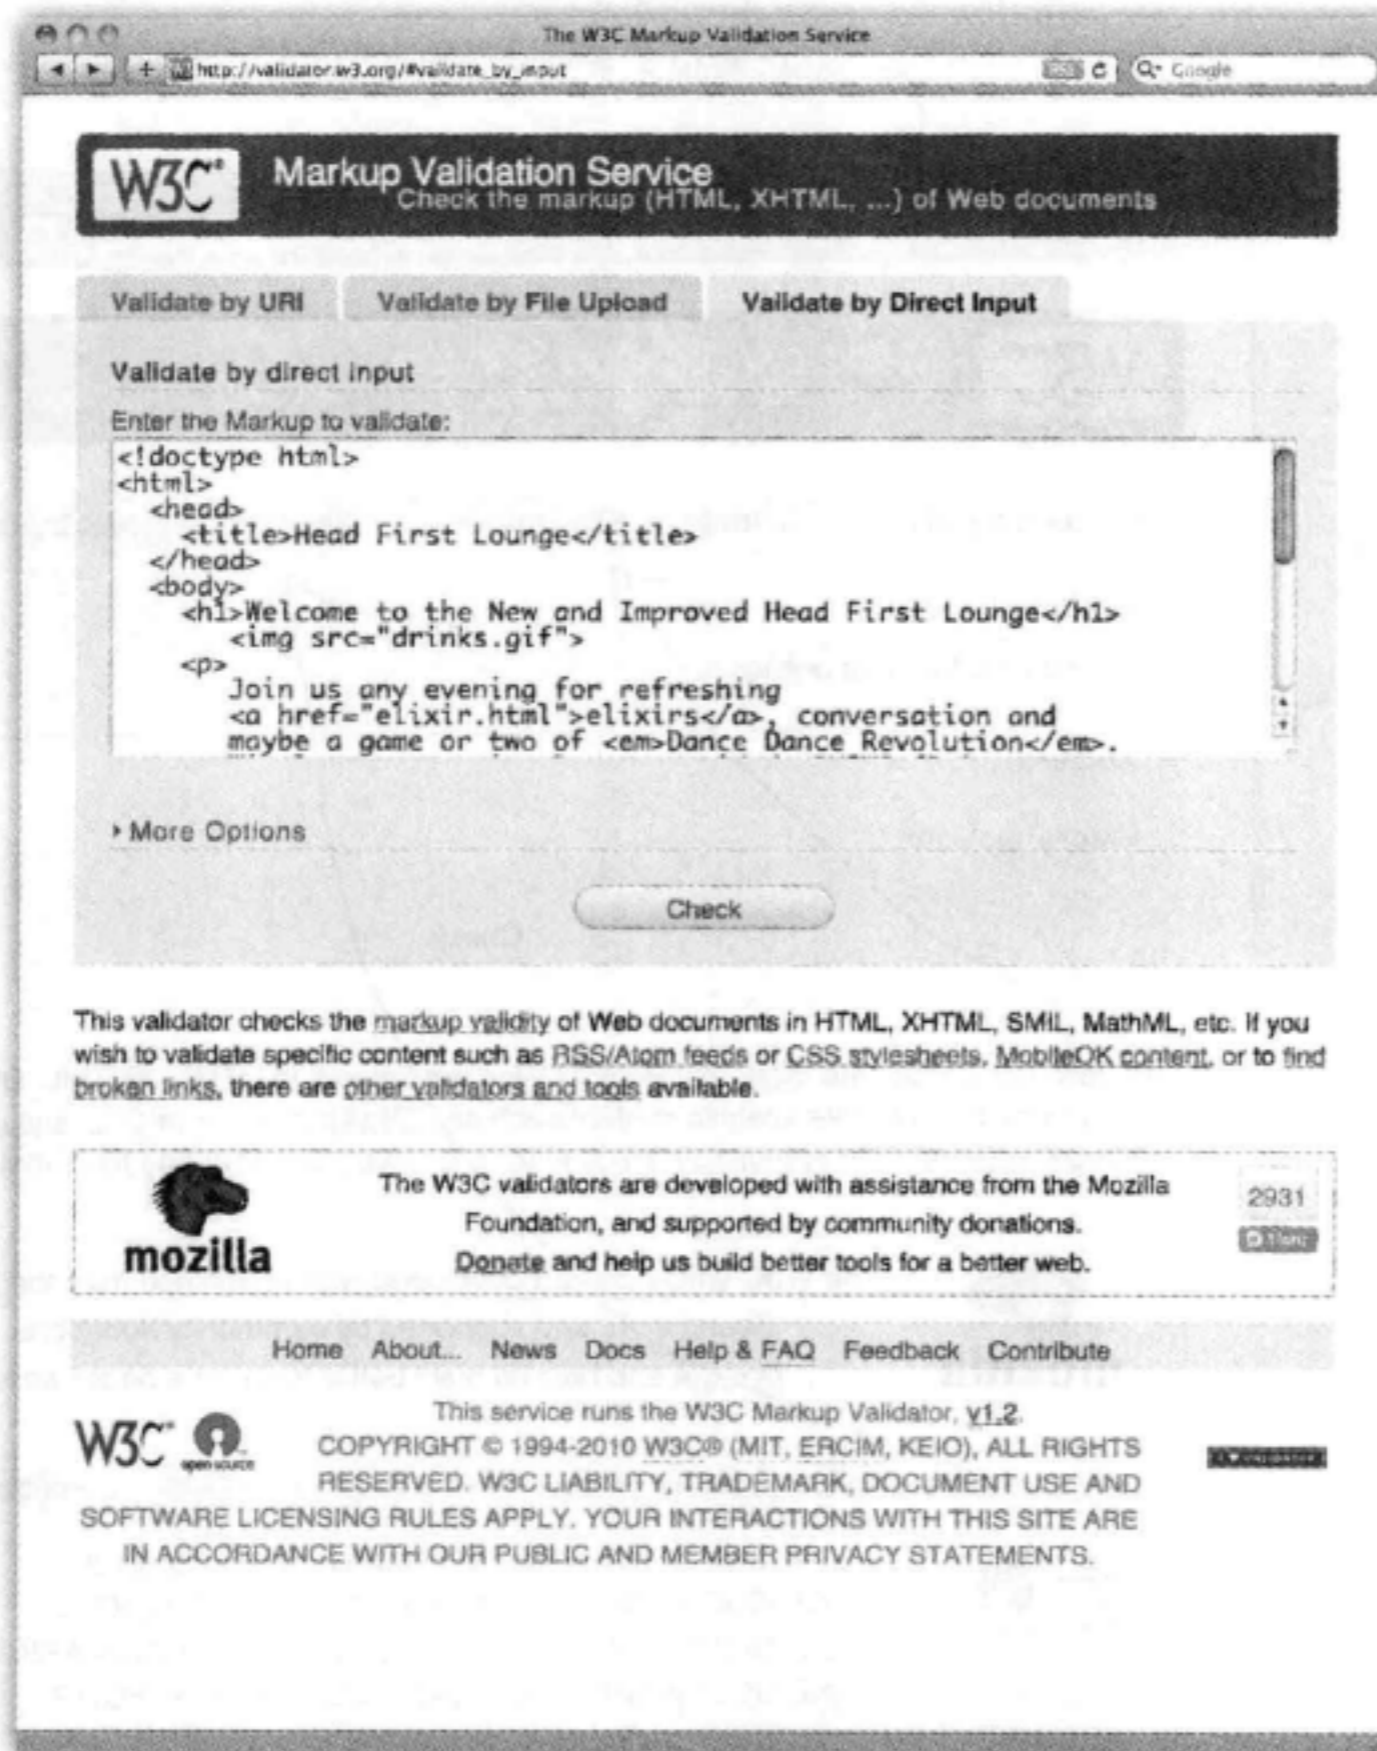 The W3C Markup Validation Service
http://validator.w3.org/#validate_by_input
Google
W3C® Markup Validation Service
Check the markup (HTML, XHTML, ...) of Web documents
Validate by URI Validate by File Upload Validate by Direct Input
Validate by direct input
Enter the Markup to validate:
<!doctype html>
<html>
<head>
<title>Head First Lounge</title>
</head>
<body>
<h1>Welcome to the New and Improved Head First Lounge</h1>
<img src="drinks.gif">
<p>
Join us any evening for refreshing
<a href="elixir.html">elixirs</a>, conversation and
maybe a game or two of <em>Dance Dance Revolution</em>.
More Options
Check
This validator checks the markup validity of Web documents in HTML, XHTML, SMIL, MathML, etc. If you
wish to validate specific content such as RSS/Atom feeds or CSS stylesheets, MobileOK content, or to find
broken links, there are other validators and tools available.
mozilla
The W3C validators are developed with assistance from the Mozilla
Foundation, and supported by community donations.
Donate and help us build better tools for a better web.
2931
Home About... News Docs Help & FAQ Feedback Contribute
W3C® open source
This service runs the W3C Markup Validator, v1.2.
COPYRIGHT © 1994-2010 W3C® (MIT, ERCIM, KEIO), ALL RIGHTS
RESERVED. W3C LIABILITY, TRADEMARK, DOCUMENT USE AND
SOFTWARE LICENSING RULES APPLY. YOUR INTERACTIONS WITH THIS SITE ARE
IN ACCORDANCE WITH OUR PUBLIC AND MEMBER PRIVACY STATEMENTS.